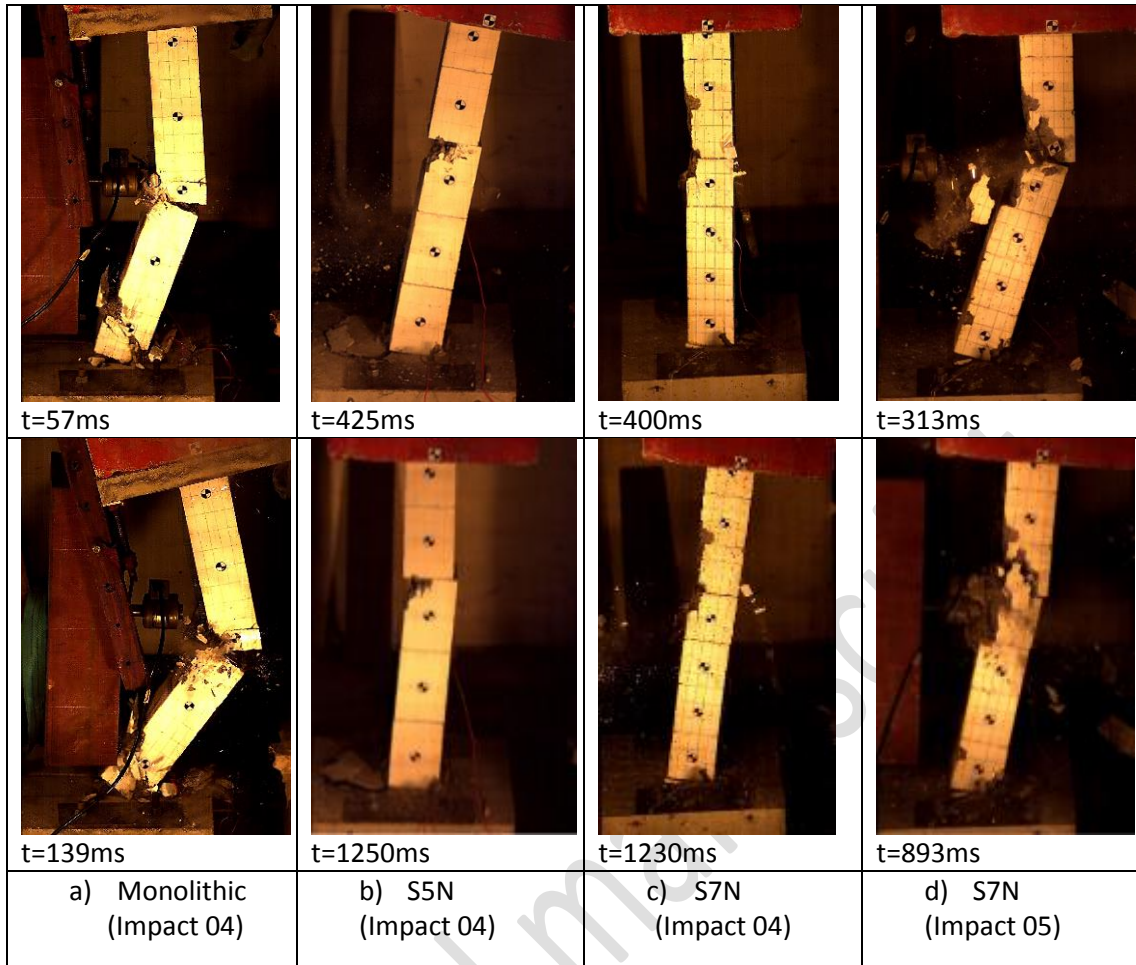 t=57ms
t=425ms
t=400ms
t=313ms
t=139ms
t=1250ms
t=1230ms
t=893ms
a) Monolithic
(Impact 04)
b) S5N
(Impact 04)
c) S7N
(Impact 04)
d) S7N
(Impact 05)